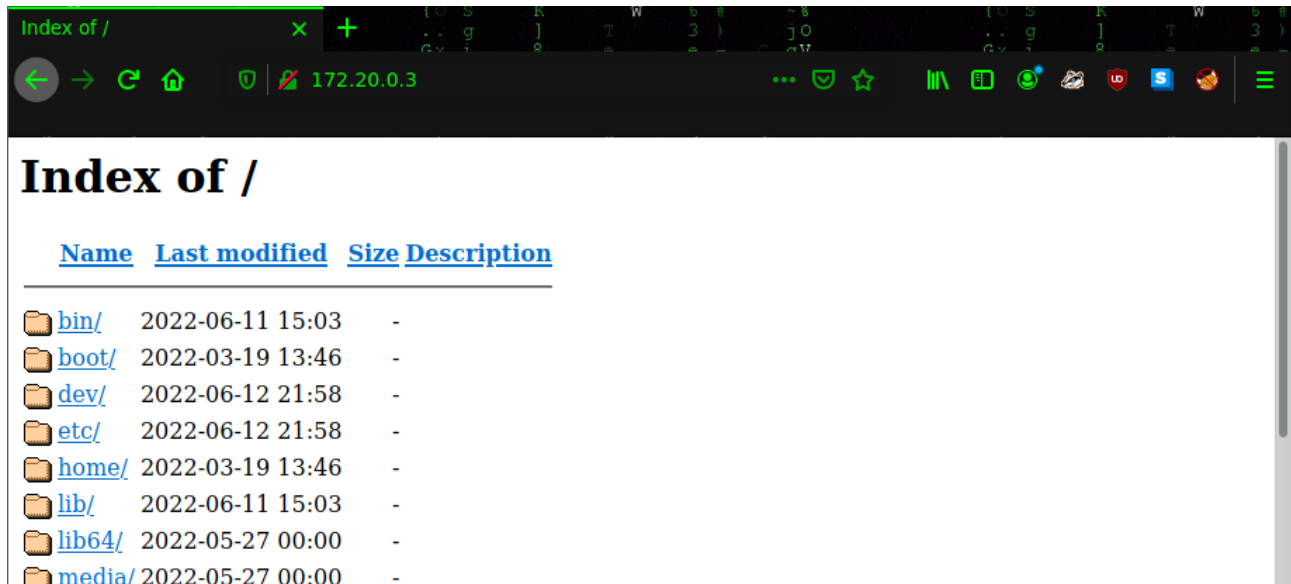 Index of /
172.20.0.3
Index of /
Name Last modified Size Description
bin/ 2022-06-11 15:03 -
boot/ 2022-03-19 13:46 -
dev/ 2022-06-12 21:58 -
etc/ 2022-06-12 21:58 -
home/ 2022-03-19 13:46 -
lib/ 2022-06-11 15:03 -
lib64/ 2022-05-27 00:00 -
media/ 2022-05-27 00:00 -